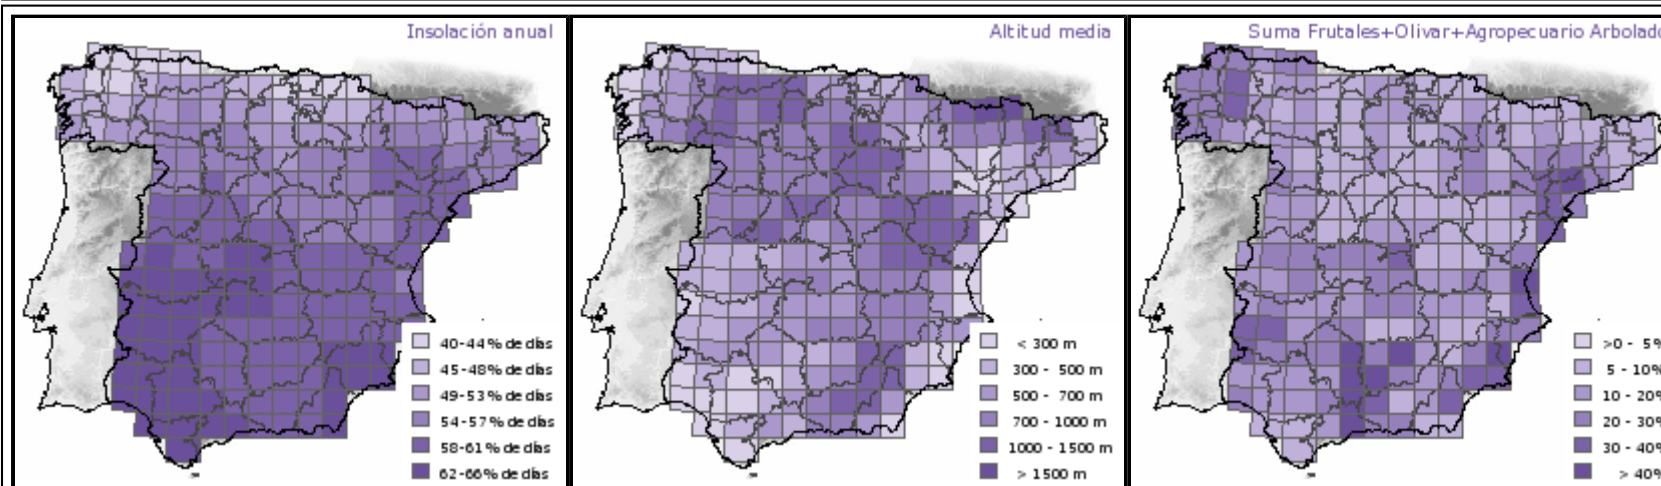 Insolación anual
40-44% de días
45-48% de días
49-53% de días
54-57% de días
58-61% de días
62-66% de días
Altitud media
< 300 m
300 - 500 m
500 - 700 m
700 - 1000 m
1000 - 1500 m
> 1500 m
Suma Frutales+Olivar+Agropecuario Arbolado
>0 - 5%
5 - 10%
10 - 20%
20 - 30%
30 - 40%
> 40%